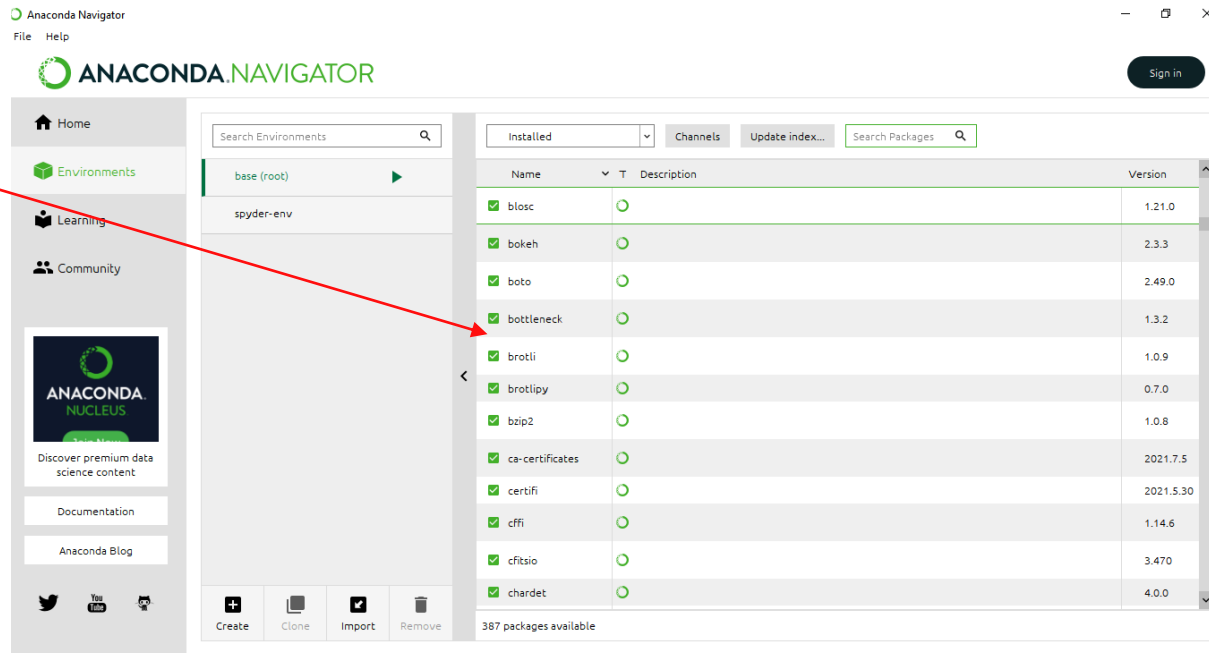 Anaconda Navigator
File Help
ANACONDA.NAVIGATOR
Sign in
Home
Environments
Learning
Community
ANACONDA.
NUCLEUS
Join Now
Discover premium data
science content
Documentation
Anaconda Blog
You
Tube
Search Environments
base (root)
spyder-env
Create Clone Import Remove
Installed Channels Update index... Search Packages
Name T Description Version
blosc 1.21.0
bokeh 2.3.3
boto 2.49.0
bottleneck 1.3.2
brotli 1.0.9
brotlipy 0.7.0
bzip2 1.0.8
ca-certificates 2021.7.5
certifi 2021.5.30
cffi 1.14.6
cfitsio 3.470
chardet 4.0.0
387 packages available